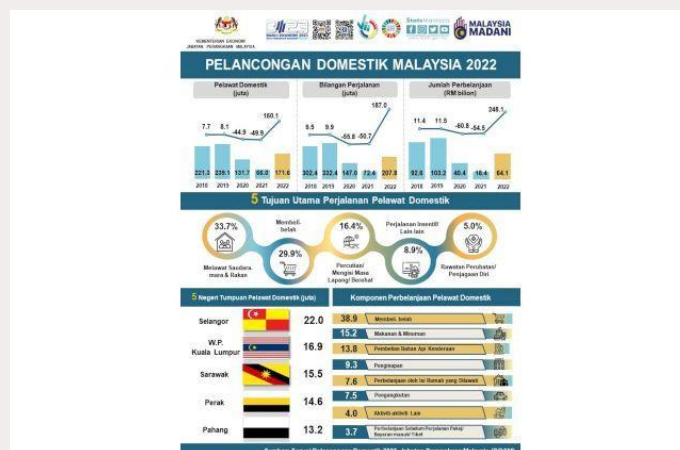 KEMENTERIAN EKONOMI
JABATAN PERANGKAAN MALAYSIA
StatsMalaysia
MALAYSIA
MADANI
PELANCONGAN DOMESTIK MALAYSIA 2022
Pelawat Domestik
(juta)
7.7 8.1 -44.9 -49.9 160.1
221.3 239.1 131.7 66.0 171.6
2018 2019 2020 2021 2022
Bilangan Perjalanan
(juta)
9.5 9.9 -55.8 -50.7 187.0
302.4 332.4 147.0 72.4 207.8
2018 2019 2020 2021 2022
Jumlah Perbelanjaan
(RM bilion)
11.4 11.5 -60.8 -54.5 248.1
92.6 103.2 40.4 18.4 64.1
2018 2019 2020 2021 2022
5 Tujuan Utama Perjalanan Pelawat Domestik
33.7%
Melawat Saudara
mara & Rakan
Membeli-
belah
29.9%
16.4%
Percutian/
Mengisi Masa
Lapang/ Berehat
Perjalanan Insentif/
Lain-lain
8.9%
5.0%
Rawatan Perubatan/
Penjagaan Diri
5 Negeri Tumpuan Pelawat Domestik (juta)
Selangor 22.0
W.P.
Kuala Lumpur 16.9
Sarawak 15.5
Perak 14.6
Pahang 13.2
Komponen Perbelanjaan Pelawat Domestik
38.9 Membeli. belah
15.2 Makanan & Minuman
13.8 Pembelian Bahan Api Kenderaan
9.3 Penginapan
7.6 Perbelanjaan oleh Isi Rumah yang Dilawati
7.5 Pengangkutan
4.0 Aktiviti-aktiviti Lain
3.7 Perbelanjaan Sebelum Perjalanan/ Pakej/
Bayaran masuk/ Tiket